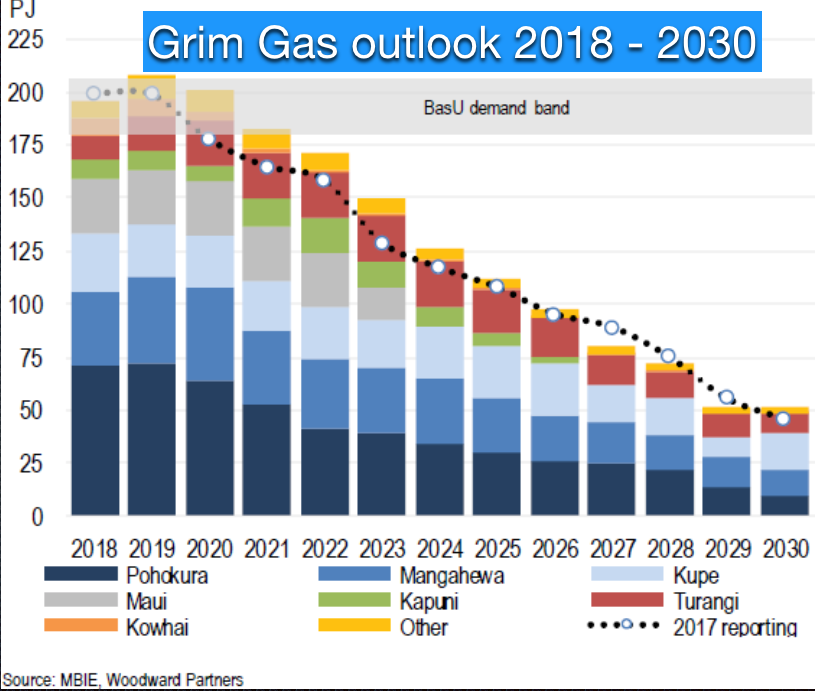 PJ
Grim Gas outlook 2018 - 2030
225
200
BasU demand band
175
150
125
100
75
50
25
0
2018 2019 2020 2021 2022 2023 2024 2025 2026 2027 2028 2029 2030
Pohokura Mangahewa Kupe
Maui Kapuni Turangi
Kowhai Other 2017 reporting
Source: MBIE, Woodward Partners